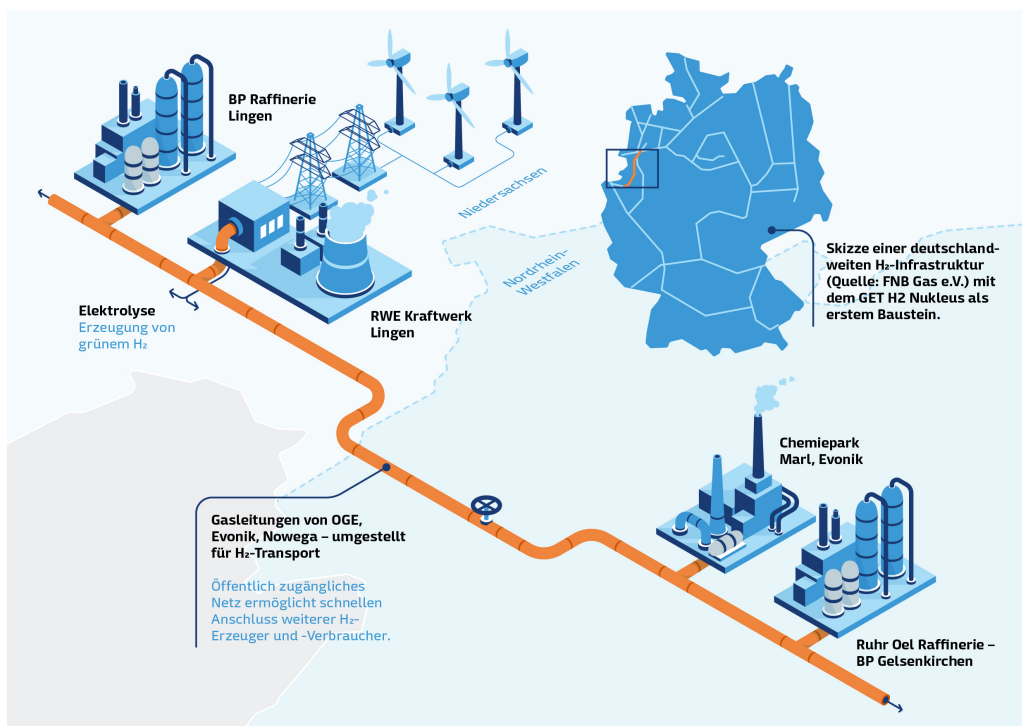 BP Raffinerie
Lingen
Niedersachsen
Nordrhein-
Westfalen
Skizze einer deutschland-
weiten H₂-Infrastruktur
(Quelle: FNB Gas e.V.) mit
dem GET H2 Nukleus als
erstem Baustein.
Elektrolyse
Erzeugung von
grünem H₂
RWE Kraftwerk
Lingen
Chemiepark
Marl, Evonik
Gasleitungen von OGE,
Evonik, Nowega – umgestellt
für H₂-Transport
Öffentlich zugängliches
Netz ermöglicht schnellen
Anschluss weiterer H₂-
Erzeuger und -Verbraucher.
Ruhr Oel Raffinerie –
BP Gelsenkirchen